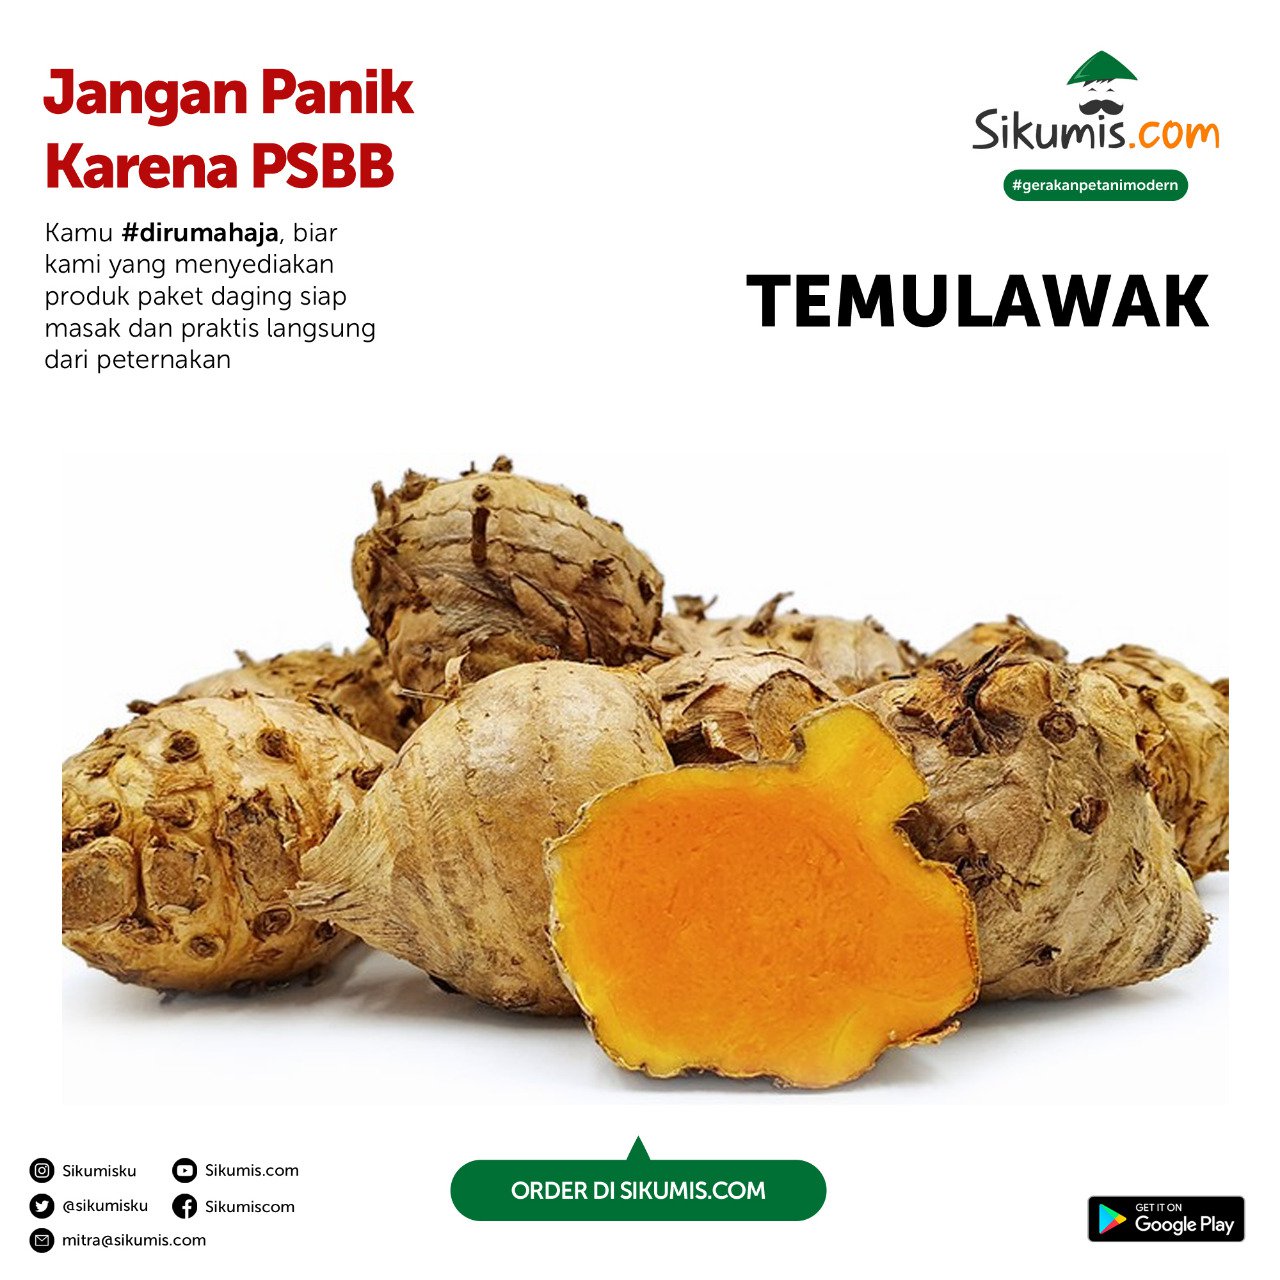 Jangan Panik
Karena PSBB
Kamu #dirumahaja, biar
kami yang menyediakan
produk paket daging siap
masak dan praktis langsung
dari peternakan
Sikumis.com
#gerakanpetanimodern
TEMULAWAK
Sikumisku
Sikumis.com
@sikumisku
Sikumiscom
mitra@sikumis.com
ORDER DI SIKUMIS.COM
GET IT ON
Google Play